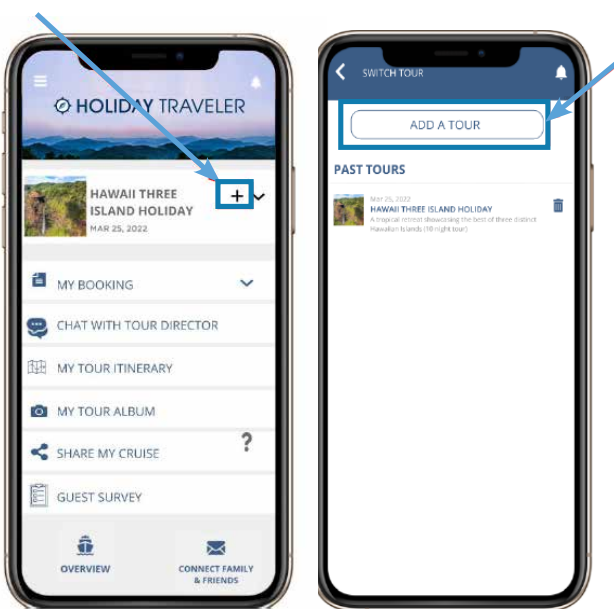 HOLIDAY TRAVELER
HAWAII THREE
ISLAND HOLIDAY
MAR 25, 2022
MY BOOKING
CHAT WITH TOUR DIRECTOR
MY TOUR ITINERARY
MY TOUR ALBUM
SHARE MY CRUISE
?
GUEST SURVEY
OVERVIEW
CONNECT FAMILY
& FRIENDS
SWITCH TOUR
ADD A TOUR
PAST TOURS
Mar 25, 2022
HAWAII THREE ISLAND HOLIDAY
A tropical retreat showcasing the best of three distinct
Hawaiian Islands (10 night tour)